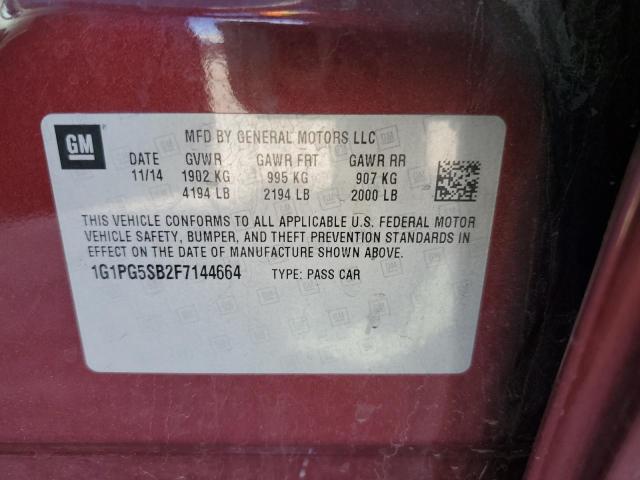 GM
MFD BY GENERAL MOTORS LLC
DATE GVWR GAWR FRT GAWR RR
11/14 1902 KG 995 KG 907 KG
4194 LB 2194 LB 2000 LB
THIS VEHICLE CONFORMS TO ALL APPLICABLE U.S. FEDERAL MOTOR
VEHICLE SAFETY, BUMPER, AND THEFT PREVENTION STANDARDS IN
EFFECT ON THE DATE OF MANUFACTURE SHOWN ABOVE.
1G1PG5SB2F7144664 TYPE: PASS CAR